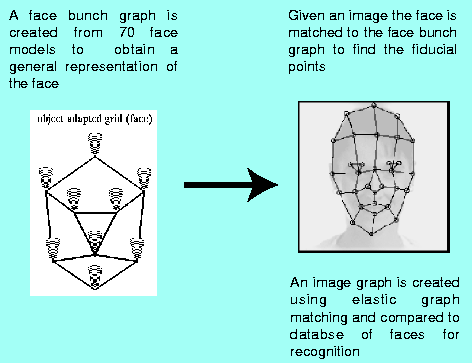 A face bunch graph is
created from 70 face
models to obtain a
general representation of
the face
object adapted grid (face)
Given an image the face is
matched to the face bunch
graph to find the fiducial
points
An image graph is created
using elastic graph
matching and compared to
databse of faces for
recognition